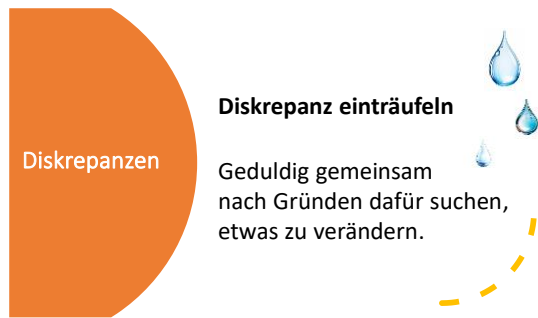 Diskrepanzen
Diskrepanz einträufeln
Geduldig gemeinsam
nach Gründen dafür suchen,
etwas zu verändern.